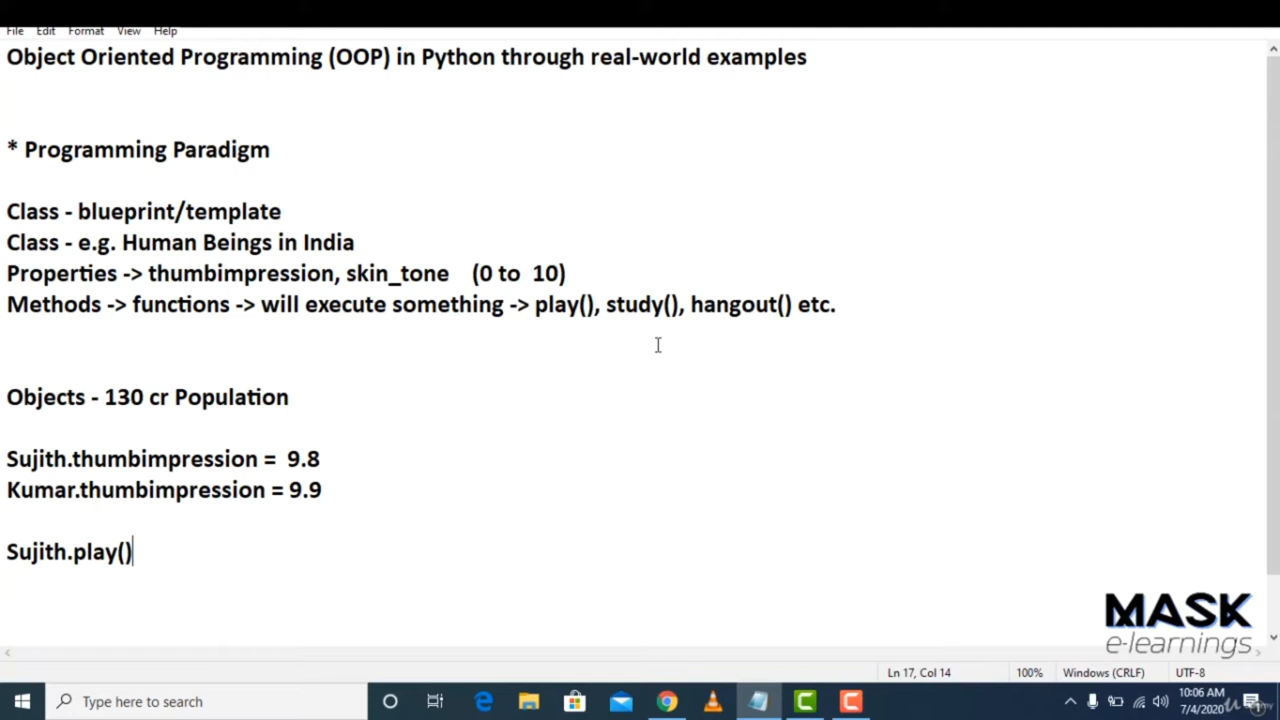 File Edit Format View Help
Object Oriented Programming (OOP) in Python through real-world examples
* Programming Paradigm
Class - blueprint/template
Class - e.g. Human Beings in India
Properties -> thumbimpression, skin_tone (0 to 10)
Methods -> functions -> will execute something -> play(), study(), hangout() etc.
Objects - 130 cr Population
Sujith.thumbimpression = 9.8
Kumar.thumbimpression = 9.9
Sujith.play()
MASK
e-learnings
Ln 17, Col 14 100% Windows (CRLF) UTF-8
Type here to search
10:06 AM
7/4/2020